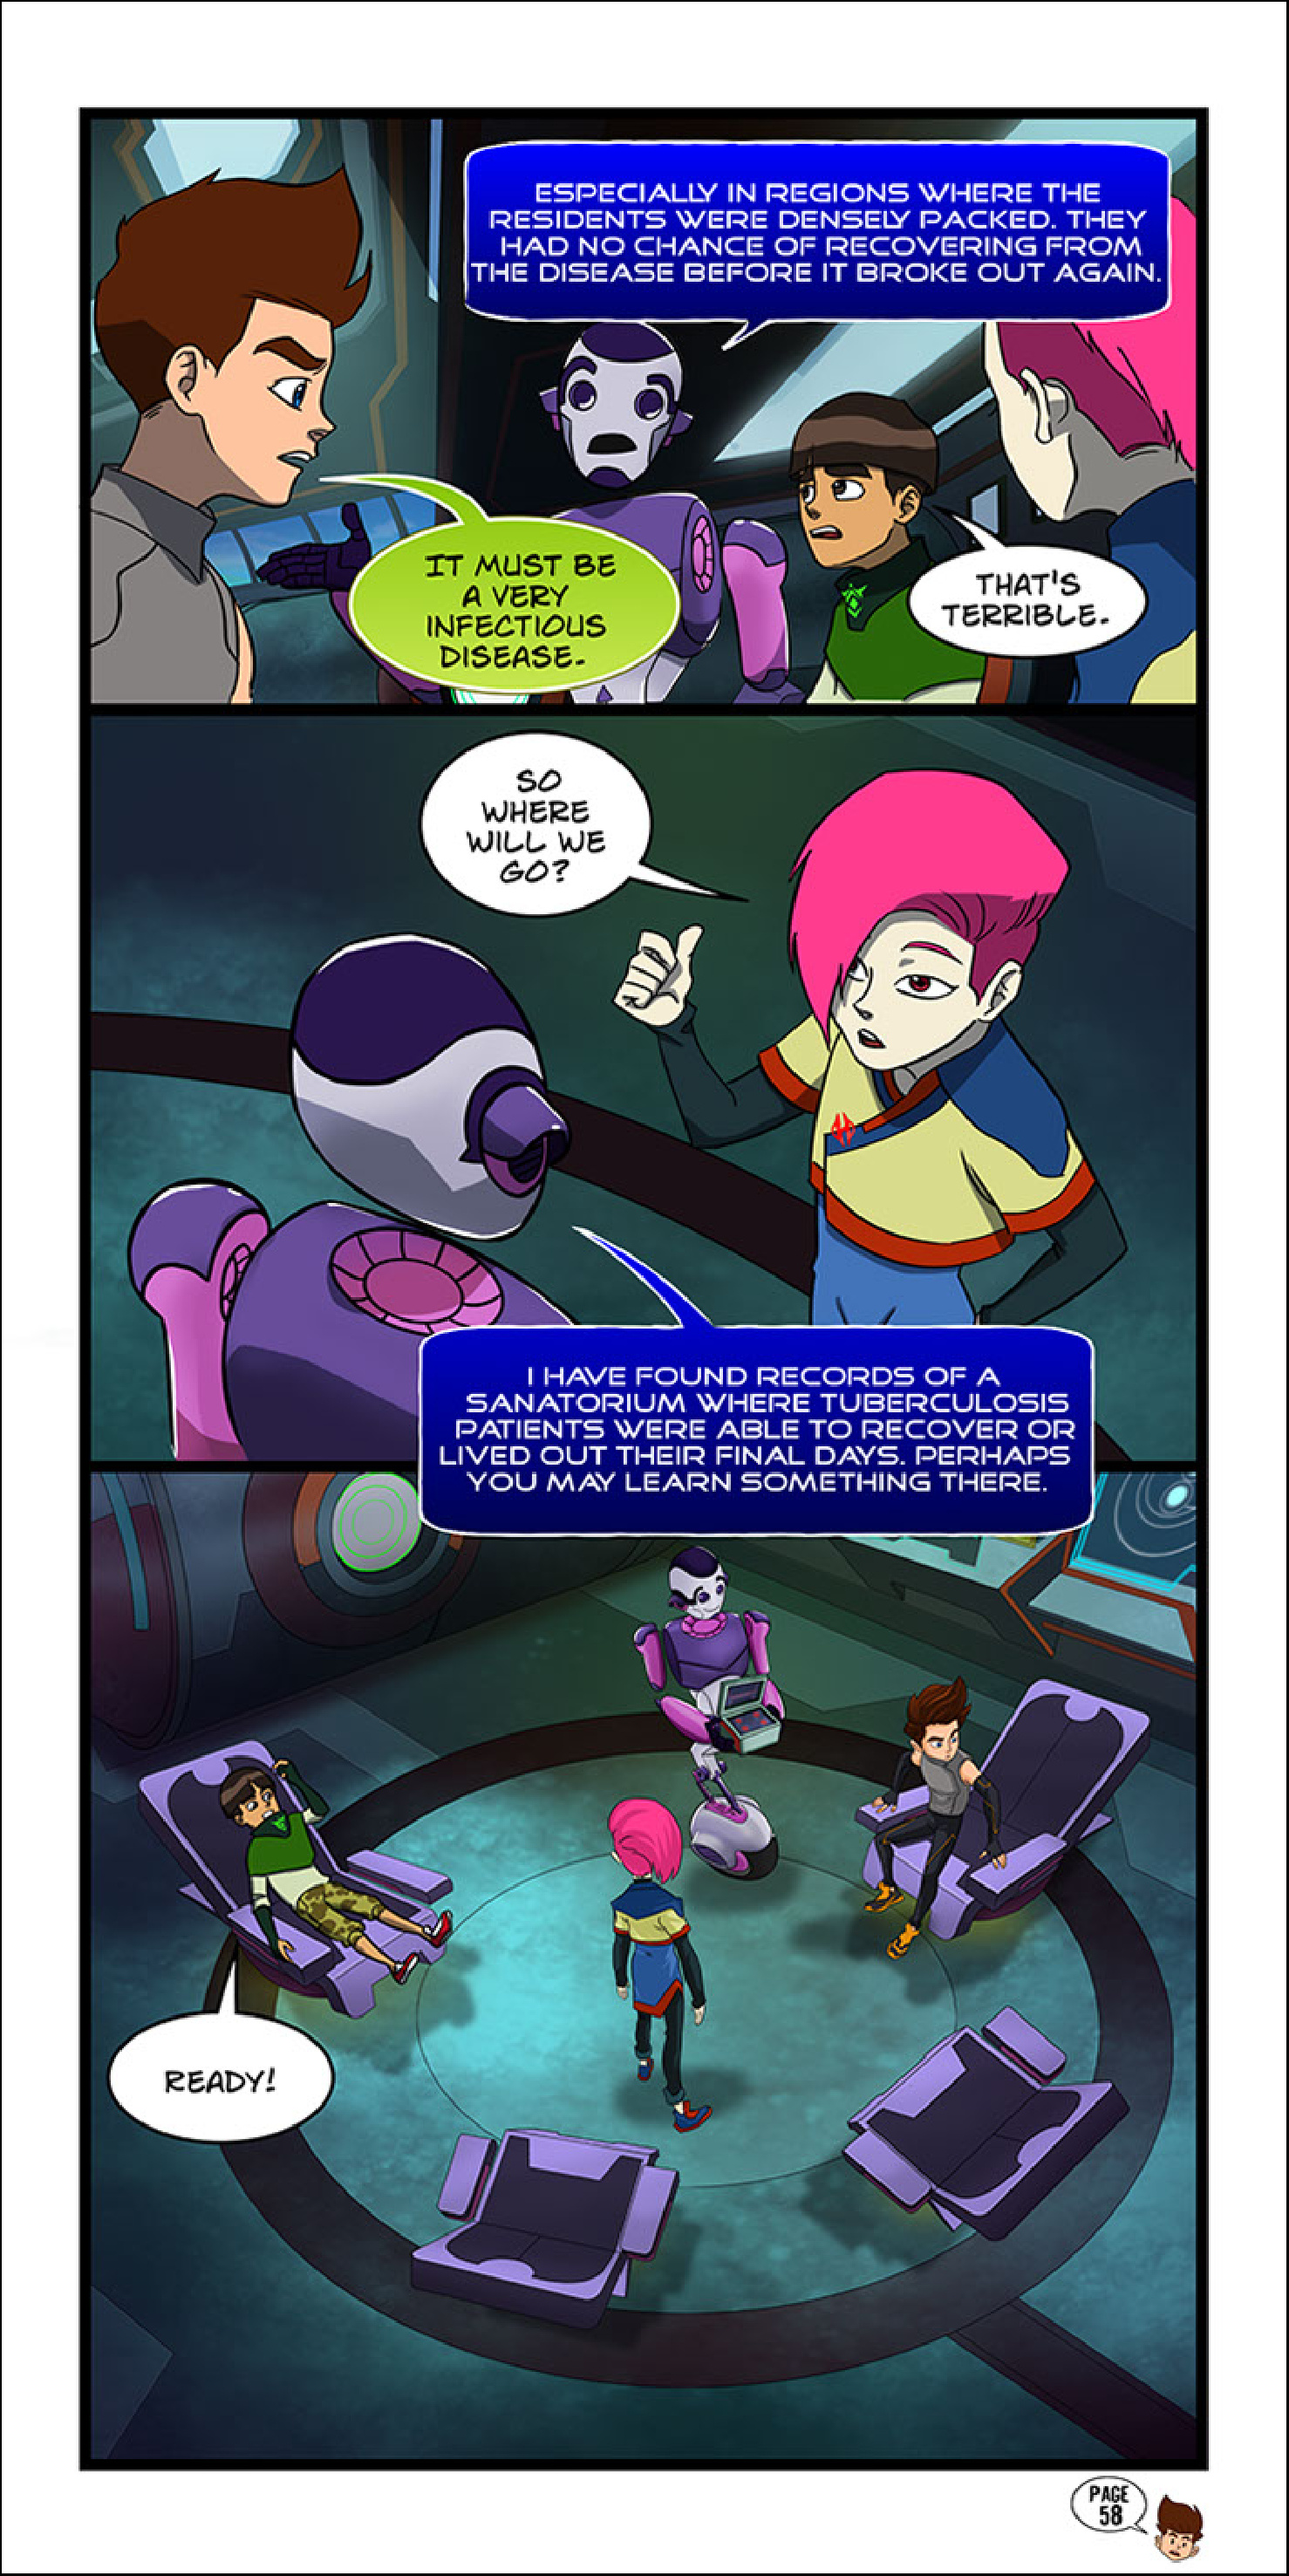 ESPECIALLY IN REGIONS WHERE THE
RESIDENTS WERE DENSELY PACKED. THEY
HAD NO CHANCE OF RECOVERING FROM
THE DISEASE BEFORE IT BROKE OUT AGAIN.
IT MUST BE
A VERY
INFECTIOUS
DISEASE.
THAT'S
TERRIBLE.
SO
WHERE
WILL WE
GO?
I HAVE FOUND RECORDS OF A
SANATORIUM WHERE TUBERCULOSIS
PATIENTS WERE ABLE TO RECOVER OR
LIVED OUT THEIR FINAL DAYS. PERHAPS
YOU MAY LEARN SOMETHING THERE.
READY!
PAGE
58